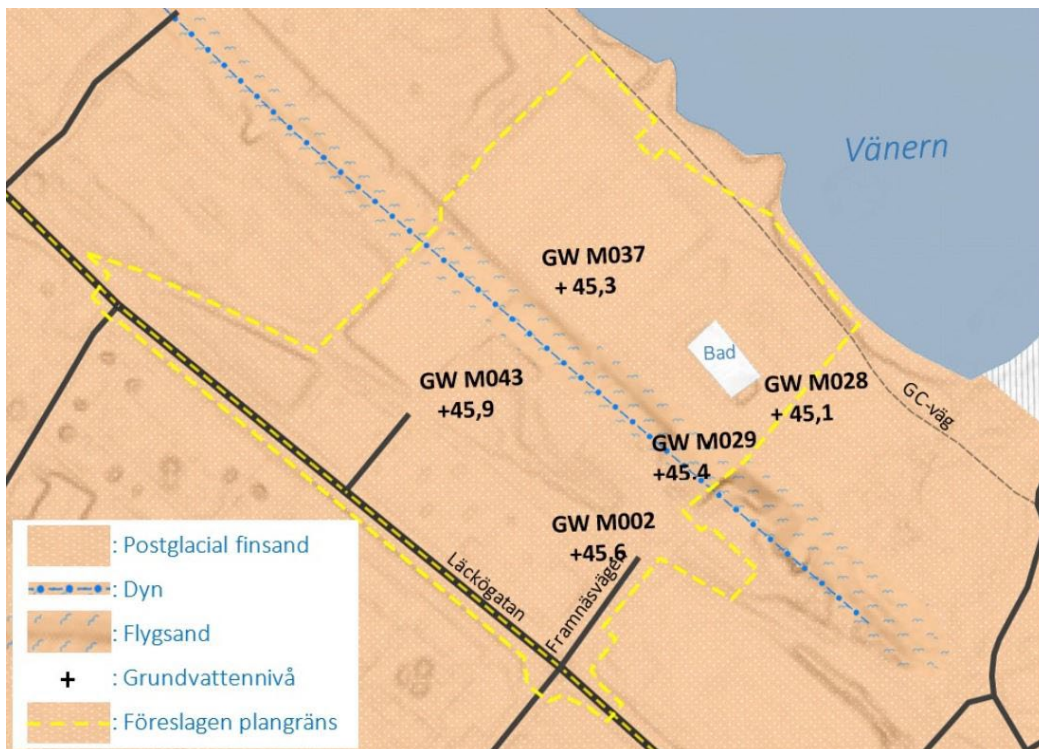 Vänern
GW M037
+ 45,3
Bad
GW M043
+45,9
GW M028
+ 45,1
GC-väg
GW M029
+45.4
GW M002
+45,6
Läckögatan
Framnäsvägen
: Postglacial finsand
: Dyn
: Flygsand
+ : Grundvattennivå
: Föreslagen plangräns